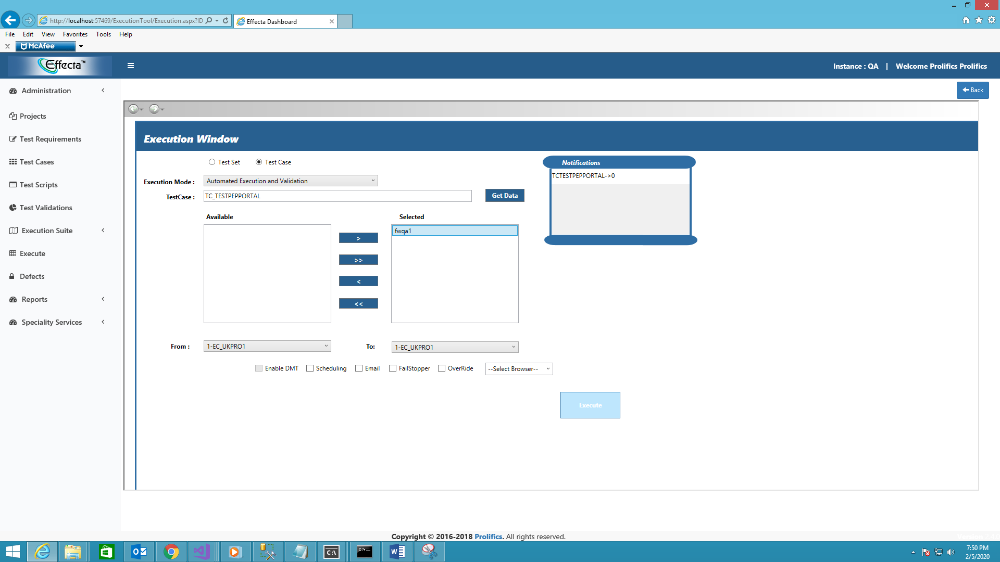 http://localhost:57469/ExecutionTool/Execution.aspx?ID
Effecta Dashboard
File Edit View Favorites Tools Help
x McAfee
Effecta™
Instance : QA | Welcome Prolifics Prolifics
Administration
Back
Projects
Test Requirements
Test Cases
Test Scripts
Test Validations
Execution Suite
Execute
Defects
Reports
Speciality Services
Execution Window
Test Set Test Case
Execution Mode : Automated Execution and Validation
TestCase : TC_TESTPEPPORTAL Get Data
Notifications
TCTESTPEPPORTAL->0
Available Selected
fwqa1
>
>>
<
<<
From : 1-EC_UKPRO1 To: 1-EC_UKPRO1
Enable DMT Scheduling Email FailStopper OverRide --Select Browser--
Execute
Copyright © 2016-2018 Prolifics. All rights reserved.
Version
7:50 PM
2/5/2020